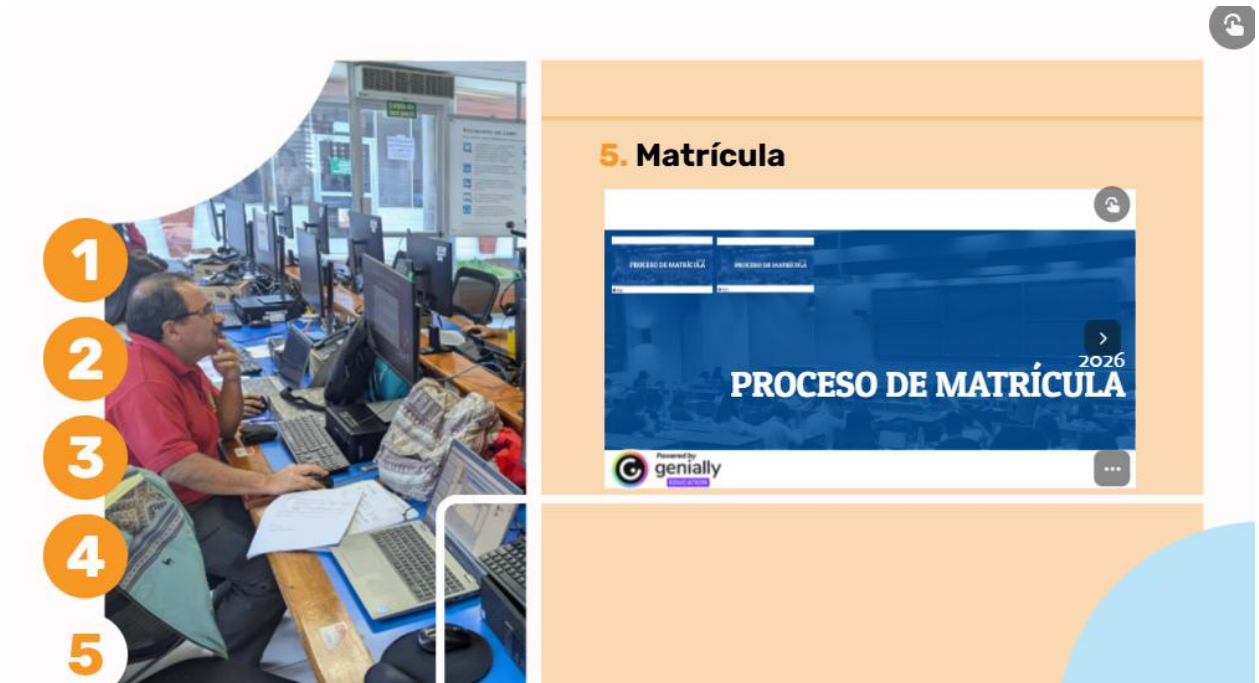 5. Matrícula
1
2
3
4
5
PROCESO DE MATRÍCULA
PROCESO DE MATRÍCULA
2026
PROCESO DE MATRÍCULA
Powered by
genially
EDUCATION